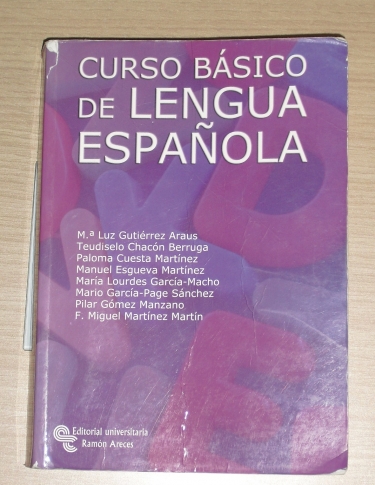 CURSO BÁSICO
DE LENGUA
ESPAÑOLA
M.ª Luz Gutiérrez Araus
Teudiselo Chacón Berruga
Paloma Cuesta Martínez
Manuel Esgueva Martínez
María Lourdes García-Macho
Mario García-Page Sánchez
Pilar Gómez Manzano
F. Miguel Martínez Martín
Editorial universitaria
Ramón Areces